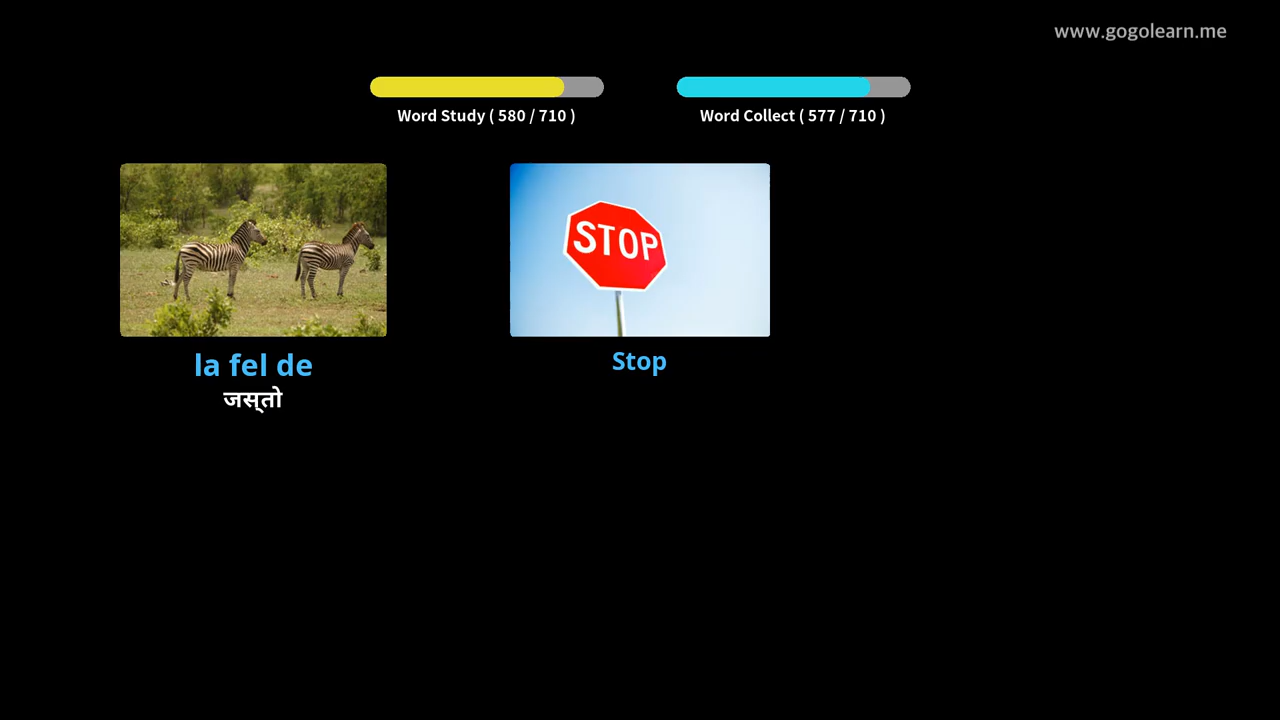 www.gogolearn.me
Word Study ( 580 / 710 )
Word Collect ( 577 / 710 )
STOP
la fel de
जस्‌तो
Stop